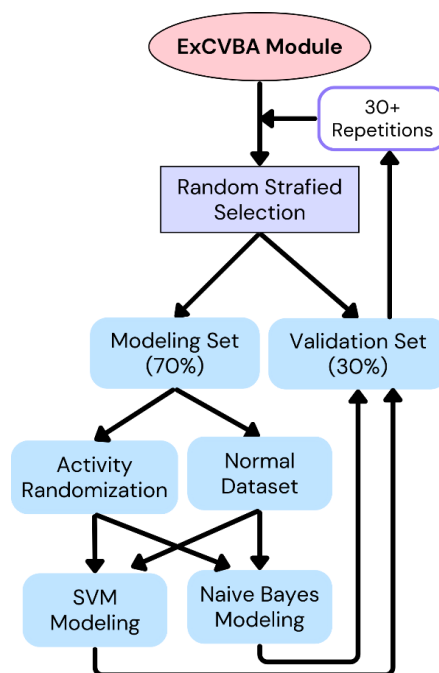 ExCVBA Module
30+
Repetitions
Random Strafied
Selection
Modeling Set
(70%)
Validation Set
(30%)
Activity
Randomization
Normal
Dataset
SVM
Modeling
Naive Bayes
Modeling